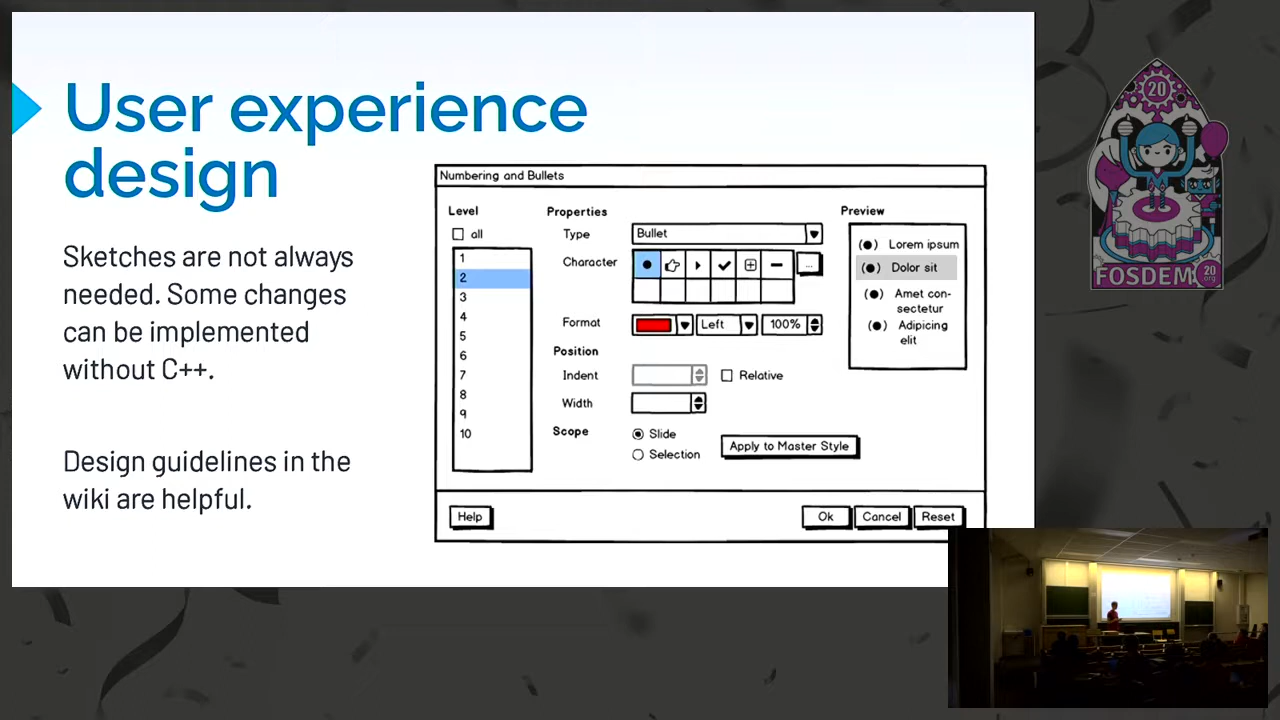 User experience
design
Sketches are not always
needed. Some changes
can be implemented
without C++.
Design guidelines in the
wiki are helpful.
Numbering and Bullets
Level
all
1
2
3
4
5
6
7
8
9
10
Properties
Type Bullet
Character ...
Format Left 100%
Position
Indent Relative
Width
Scope Slide
Selection Apply to Master Style
Preview
(●) Lorem ipsum
(●) Dolor sit
(●) Amet con-
sectetur
(●) Adipicing
elit
Help Ok Cancel Reset
20
FOSDEM 20
.org